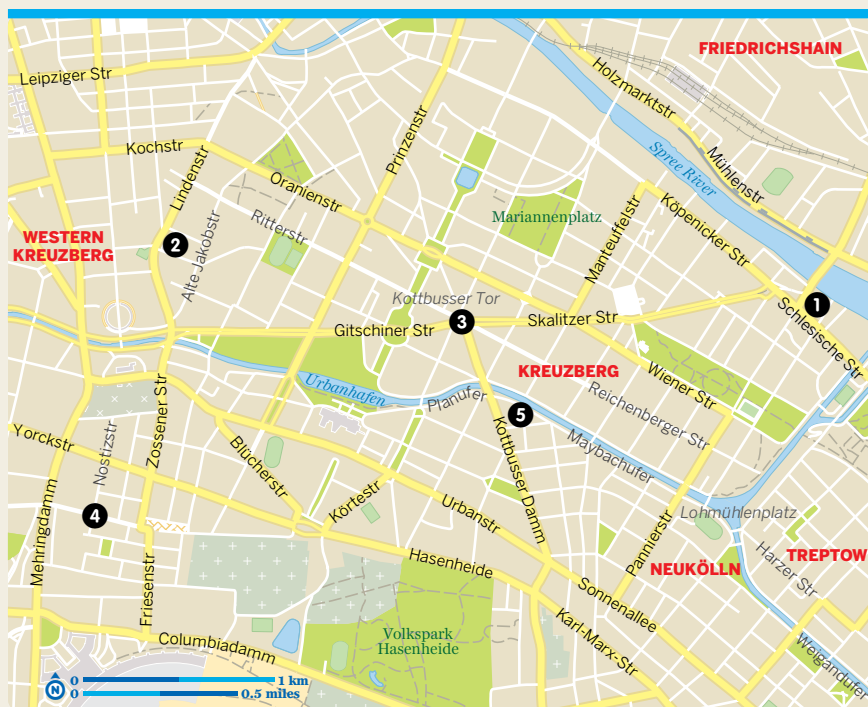 FRIEDRICHSHAIN
Leipziger Str
Holzmarktstr
Prinzenstr
Kochstr
Lindenstr
Oranienstr
Spree River
Mühlenstr
Ritterstr
Mariannenplatz
Manteuffelstr
Köpenicker Str
WESTERN
KREUZBERG
2
Alte Jakobstr
Kottbusser Tor
1
Gitschiner Str
3
Skalitzer Str
Schlesische Str
KREUZBERG
Wiener Str
Urbanhafen
Planufer
5
Reichenberger Str
Yorckstr
Nostizstr
Zossener Str
Blücherstr
Kottbusser Damm
Maybachufer
Körtestr
Urbanstr
4
Lohmühlenplatz
Mehringdamm
Friesenstr
Hasenheide
Pannierstr
NEUKÖLLN
TREPTOW
Harzer Str
Sonnenallee
Karl-Marx-Str
Columbiadamm
Volkspark
Hasenheide
Weigandufer
N
0 1 km
0 0.5 miles